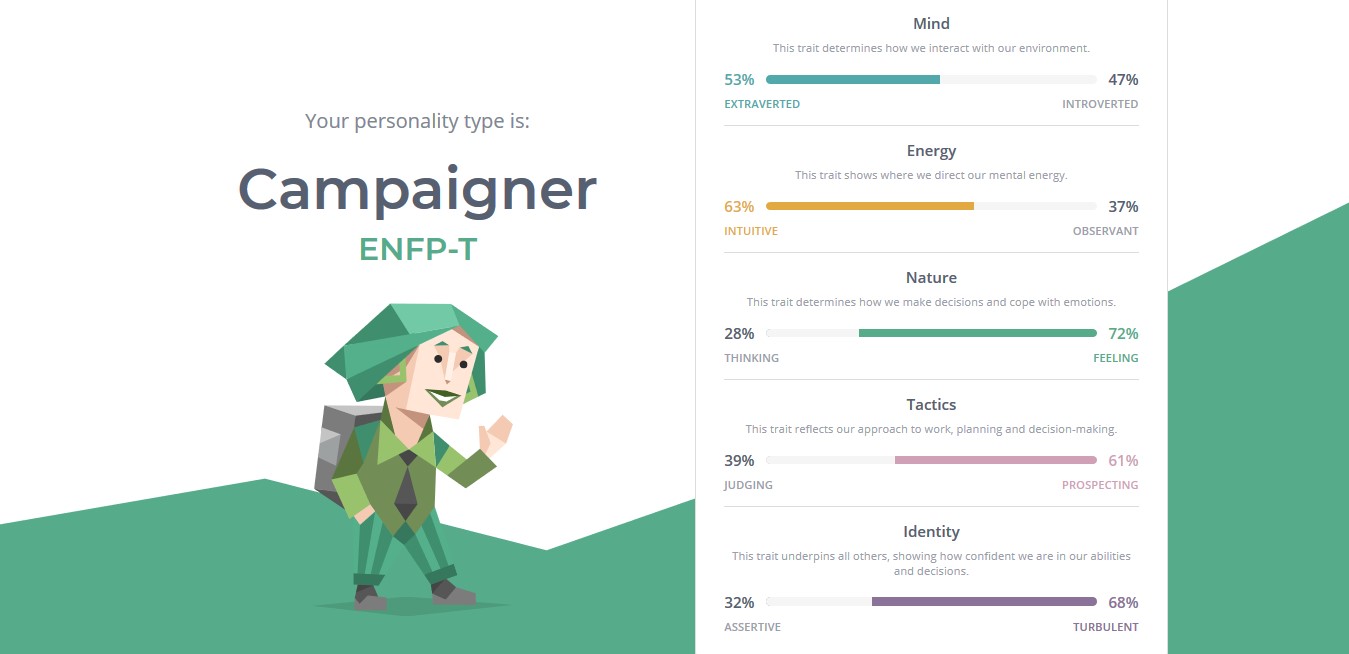 Your personality type is:
Campaigner
ENFP-T
Mind
This trait determines how we interact with our environment.
53% 47%
EXTRAVERTED INTROVERTED
Energy
This trait shows where we direct our mental energy.
63% 37%
INTUITIVE OBSERVANT
Nature
This trait determines how we make decisions and cope with emotions.
28% 72%
THINKING FEELING
Tactics
This trait reflects our approach to work, planning and decision-making.
39% 61%
JUDGING PROSPECTING
Identity
This trait underpins all others, showing how confident we are in our abilities
and decisions.
32% 68%
ASSERTIVE TURBULENT